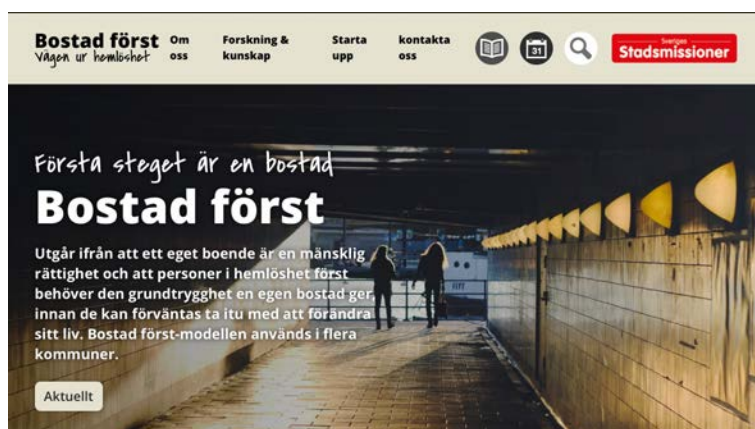 Bostad först
Vägen ur hemlöshet
Om
oss
Forskning &
kunskap
Starta
upp
kontakta
oss
31
Sveriges
Stadsmissioner
Första steget är en bostad
Bostad först
Utgår ifrån att ett eget boende är en mänsklig
rättighet och att personer i hemlöshet först
behöver den grundtrygghet en egen bostad ger,
innan de kan förväntas ta itu med att förändra
sitt liv. Bostad först-modellen används i flera
kommuner.
Aktuellt